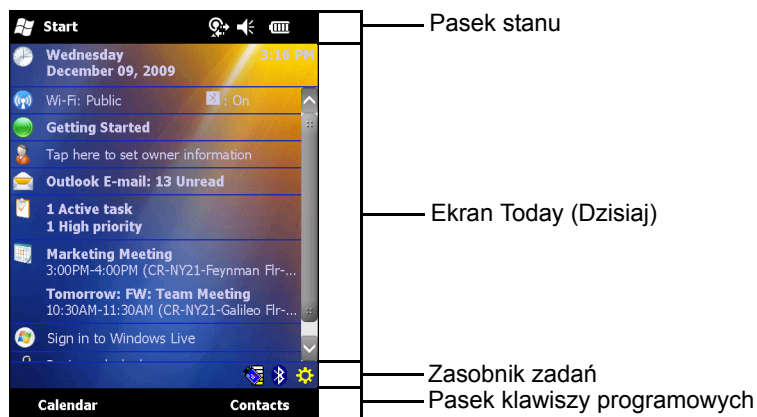 Start
Pasek stanu
Wednesday
3:16 PM
December 09, 2009
Wi-Fi: Public : On
Getting Started
Tap here to set owner information
Outlook E-mail: 13 Unread
1 Active task
1 High priority
Ekran Today (Dzisiaj)
Marketing Meeting
3:00PM-4:00PM (CR-NY21-Feynman Flr-...
Tomorrow: FW: Team Meeting
10:30AM-11:30AM (CR-NY21-Galileo Flr-...
Sign in to Windows Live
Zasobnik zadań
Calendar Contacts
Pasek klawiszy programowych